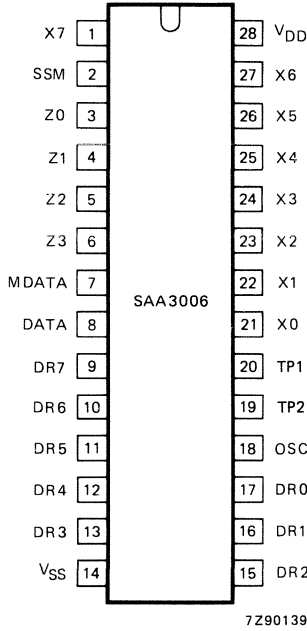 X7 1 28 VDD
SSM 2 27 X6
Z0 3 26 X5
Z1 4 25 X4
Z2 5 24 X3
Z3 6 23 X2
MDATA 7 22 X1
SAA3006
DATA 8 21 X0
DR7 9 20 TP1
DR6 10 19 TP2
DR5 11 18 OSC
DR4 12 17 DR0
DR3 13 16 DR1
VSS 14 15 DR2
7Z90139